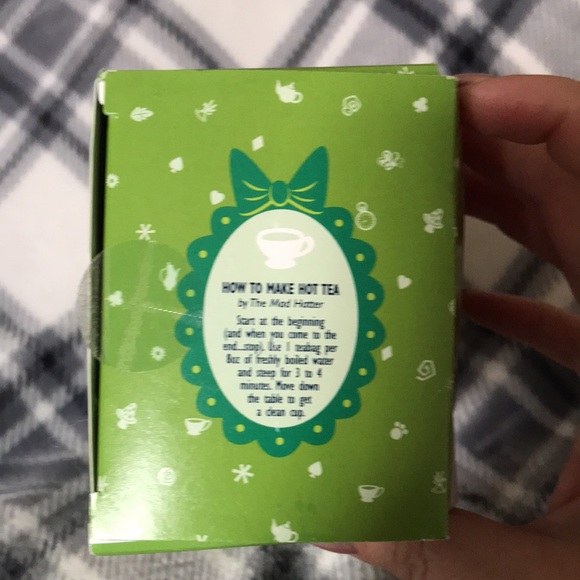 HOW TO MAKE HOT TEA
by The Mad Hatter
Start at the beginning
(and when you come to the
end...stop). Use 1 teabag per
8oz of freshly boiled water
and steep for 3 to 4
minutes. Move down
the table to get
a clean cup.